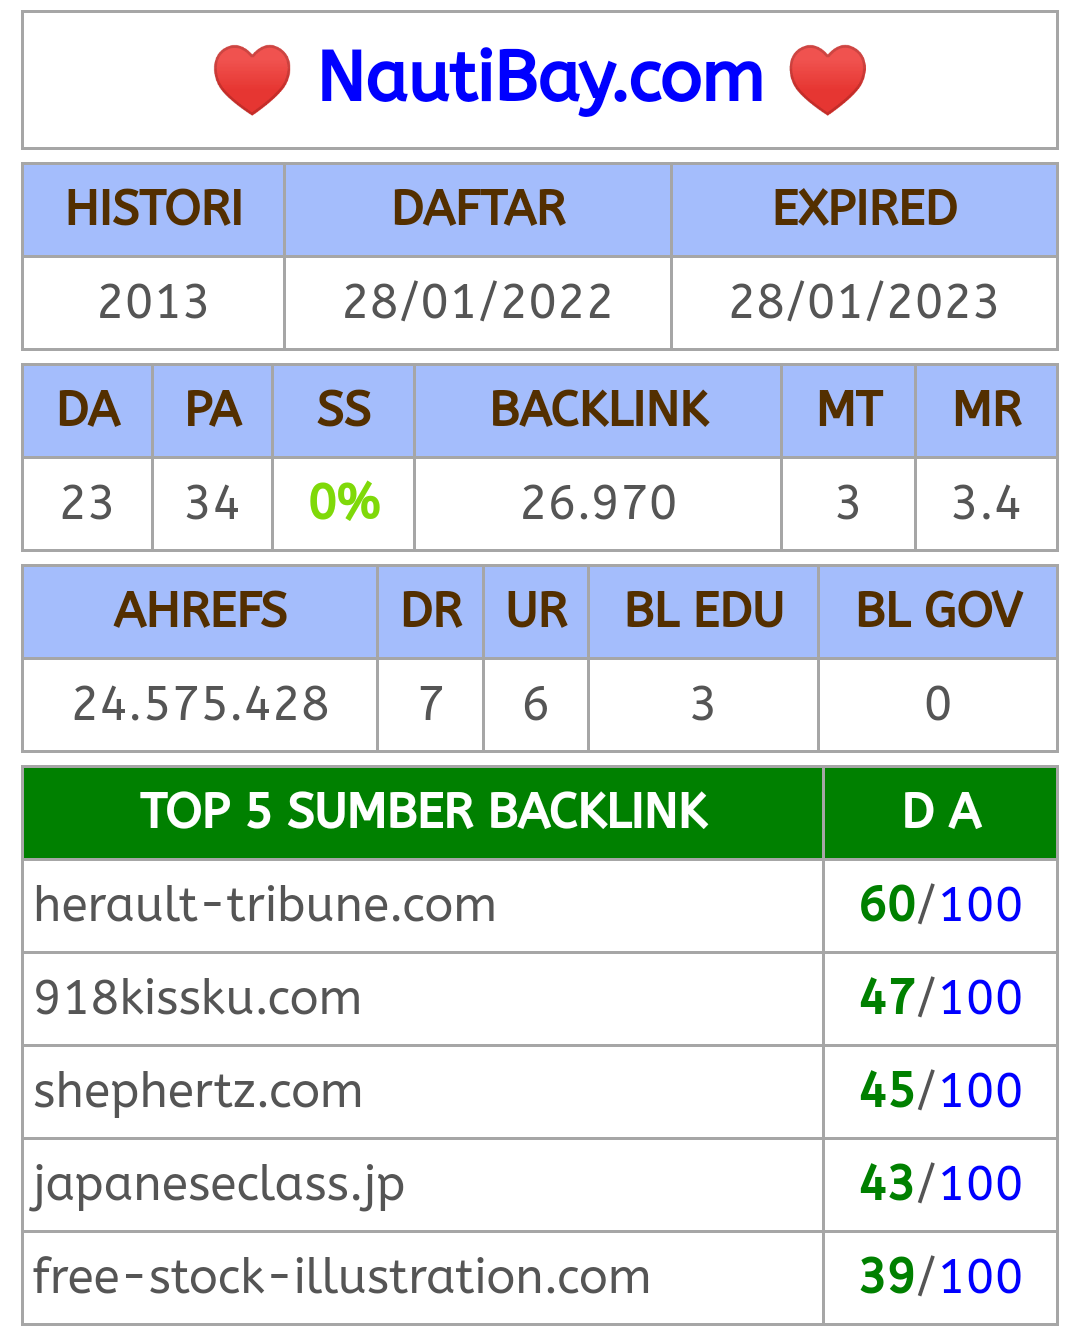 ❤️ NautiBay.com ❤️
HISTORI DAFTAR EXPIRED
2013 28/01/2022 28/01/2023
DA PA SS BACKLINK MT MR
23 34 0% 26.970 3 3.4
AHREFS DR UR BL EDU BL GOV
24.575.428 7 6 3 0
TOP 5 SUMBER BACKLINK D A
herault-tribune.com 60/100
918kissku.com 47/100
shephertz.com 45/100
japaneseclass.jp 43/100
free-stock-illustration.com 39/100